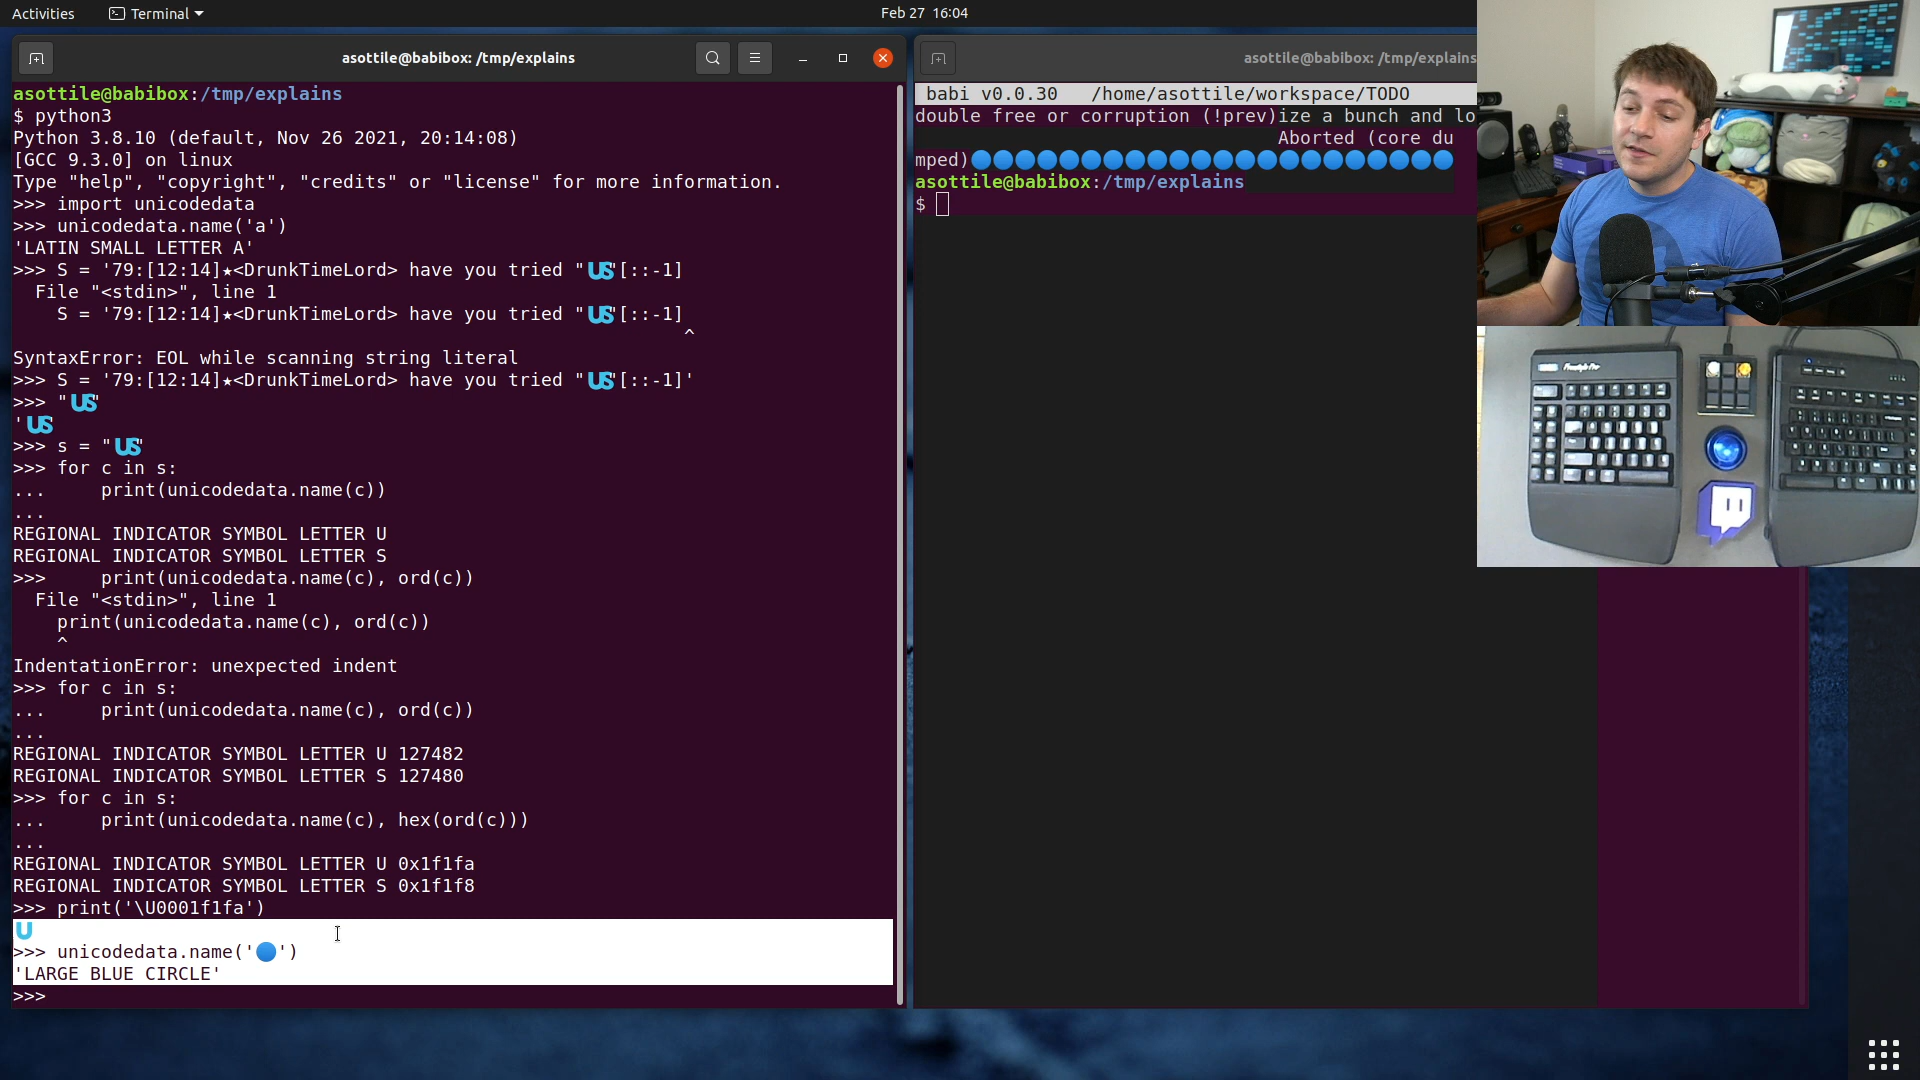 Activities
Terminal
Feb 27 16:04
asottile@babibox: /tmp/explains
asottile@babibox:/tmp/explains
$ python3
Python 3.8.10 (default, Nov 26 2021, 20:14:08)
[GCC 9.3.0] on linux
Type "help", "copyright", "credits" or "license" for more information.
>>> import unicodedata
>>> unicodedata.name('a')
'LATIN SMALL LETTER A'
>>> S = '79:[12:14]★<DrunkTimeLord> have you tried "🇺🇸"[::-1]
  File "<stdin>", line 1
    S = '79:[12:14]★<DrunkTimeLord> have you tried "🇺🇸"[::-1]
                                                             ^
SyntaxError: EOL while scanning string literal
>>> S = '79:[12:14]★<DrunkTimeLord> have you tried "🇺🇸"[::-1]'
>>> "🇺🇸"
'🇺🇸'
>>> s = "🇺🇸"
>>> for c in s:
...     print(unicodedata.name(c))
...
REGIONAL INDICATOR SYMBOL LETTER U
REGIONAL INDICATOR SYMBOL LETTER S
>>>     print(unicodedata.name(c), ord(c))
  File "<stdin>", line 1
    print(unicodedata.name(c), ord(c))
    ^
IndentationError: unexpected indent
>>> for c in s:
...     print(unicodedata.name(c), ord(c))
...
REGIONAL INDICATOR SYMBOL LETTER U 127482
REGIONAL INDICATOR SYMBOL LETTER S 127480
>>> for c in s:
...     print(unicodedata.name(c), hex(ord(c)))
...
REGIONAL INDICATOR SYMBOL LETTER U 0x1f1fa
REGIONAL INDICATOR SYMBOL LETTER S 0x1f1f8
>>> print('\U0001f1fa')
🇺
>>> unicodedata.name('🔵')
'LARGE BLUE CIRCLE'
>>>
asottile@babibox: /tmp/explains
babi v0.0.30   /home/asottile/workspace/TODO
double free or corruption (!prev)ize a bunch and lo
Aborted (core du
mped)🔵🔵🔵🔵🔵🔵🔵🔵🔵🔵🔵🔵🔵🔵🔵🔵🔵🔵🔵🔵🔵🔵
asottile@babibox:/tmp/explains
$
Freestyle Pro